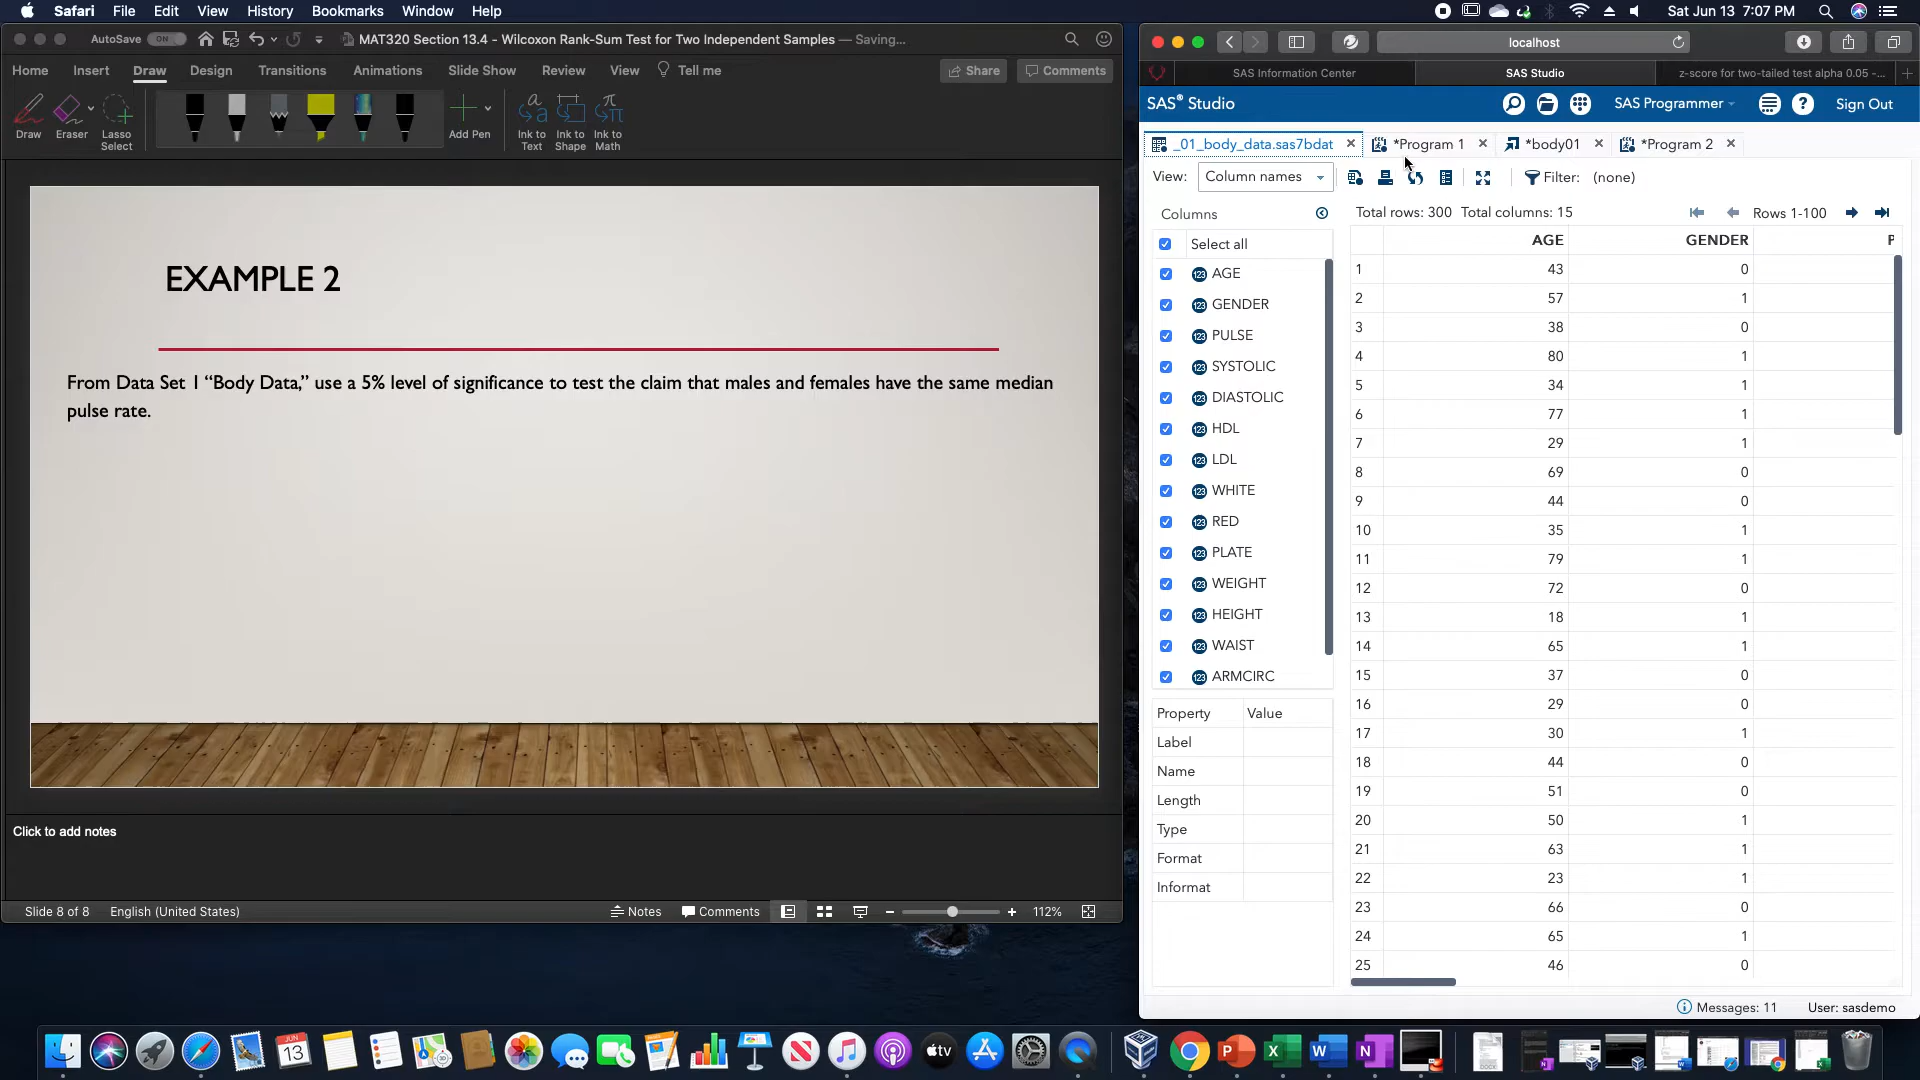 Safari File Edit View History Bookmarks Window Help Sat Jun 13 7:07 PM
AutoSave ON MAT320 Section 13.4 - Wilcoxon Rank-Sum Test for Two Independent Samples — Saving...
Home Insert Draw Design Transitions Animations Slide Show Review View Tell me Share Comments
Draw Eraser Lasso Select Add Pen Ink to Text Ink to Shape Ink to Math
EXAMPLE 2
From Data Set 1 “Body Data,” use a 5% level of significance to test the claim that males and females have the same median
pulse rate.
Click to add notes
Slide 8 of 8 English (United States) Notes Comments 112%
localhost
SAS Information Center SAS Studio z-score for two-tailed test alpha 0.05 -...
SAS® Studio SAS Programmer Sign Out
_01_body_data.sas7bdat *Program 1 *body01 *Program 2
View: Column names Filter: (none)
Columns Total rows: 300 Total columns: 15 Rows 1-100
Select all
AGE
GENDER
PULSE
SYSTOLIC
DIASTOLIC
HDL
LDL
WHITE
RED
PLATE
WEIGHT
HEIGHT
WAIST
ARMCIRC
Property Value
Label
Name
Length
Type
Format
Informat
AGE GENDER P
1 43 0
2 57 1
3 38 0
4 80 1
5 34 1
6 77 1
7 29 1
8 69 0
9 44 0
10 35 1
11 79 1
12 72 0
13 18 1
14 65 1
15 37 0
16 29 0
17 30 1
18 44 0
19 51 0
20 50 1
21 63 1
22 23 1
23 66 0
24 65 1
25 46 0
Messages: 11 User: sasdemo
JUN
13
tv
P X W N